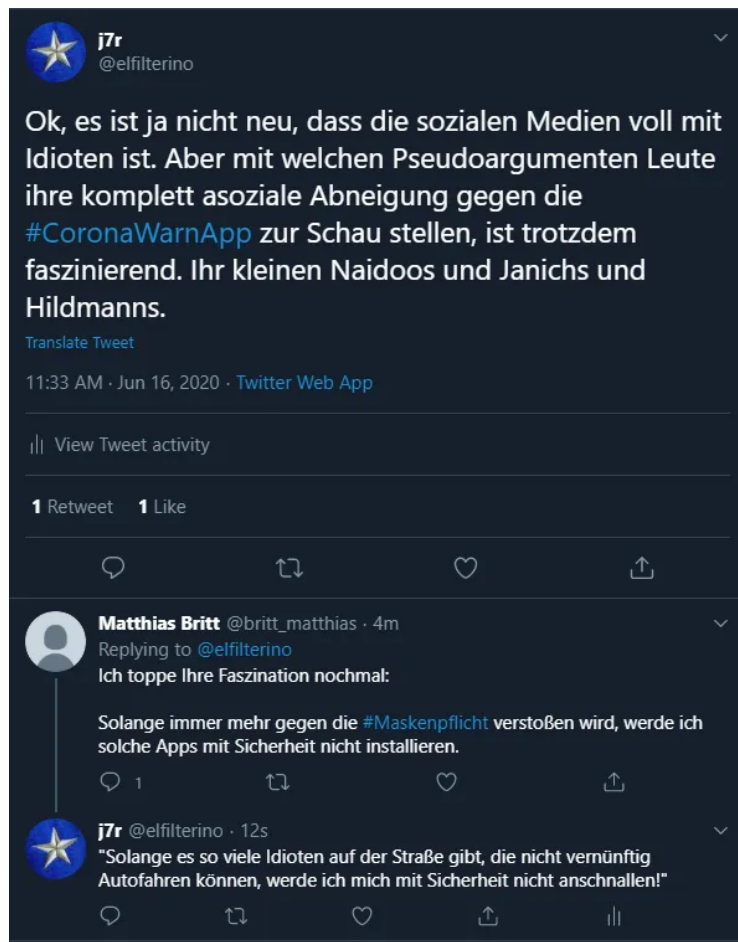 j7r
@elfilterino
Ok, es ist ja nicht neu, dass die sozialen Medien voll mit
Idioten ist. Aber mit welchen Pseudoargumenten Leute
ihre komplett asoziale Abneigung gegen die
#CoronaWarnApp zur Schau stellen, ist trotzdem
faszinierend. Ihr kleinen Naidoos und Janichs und
Hildmanns.
Translate Tweet
11:33 AM · Jun 16, 2020 · Twitter Web App
View Tweet activity
1 Retweet 1 Like
Matthias Britt @britt_matthias · 4m
Replying to @elfilterino
Ich toppe Ihre Faszination nochmal:
Solange immer mehr gegen die #Maskenpflicht verstoßen wird, werde ich
solche Apps mit Sicherheit nicht installieren.
1
j7r @elfilterino · 12s
"Solange es so viele Idioten auf der Straße gibt, die nicht vernünftig
Autofahren können, werde ich mich mit Sicherheit nicht anschnallen!"